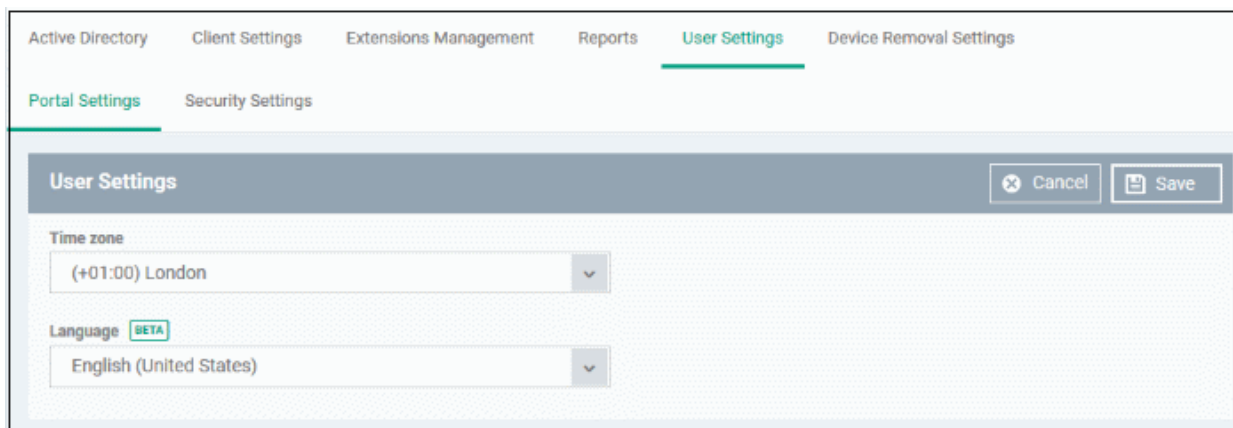 Active Directory Client Settings Extensions Management Reports User Settings Device Removal Settings
Portal Settings Security Settings
User Settings Cancel Save
Time zone
(+01:00) London
Language BETA
English (United States)